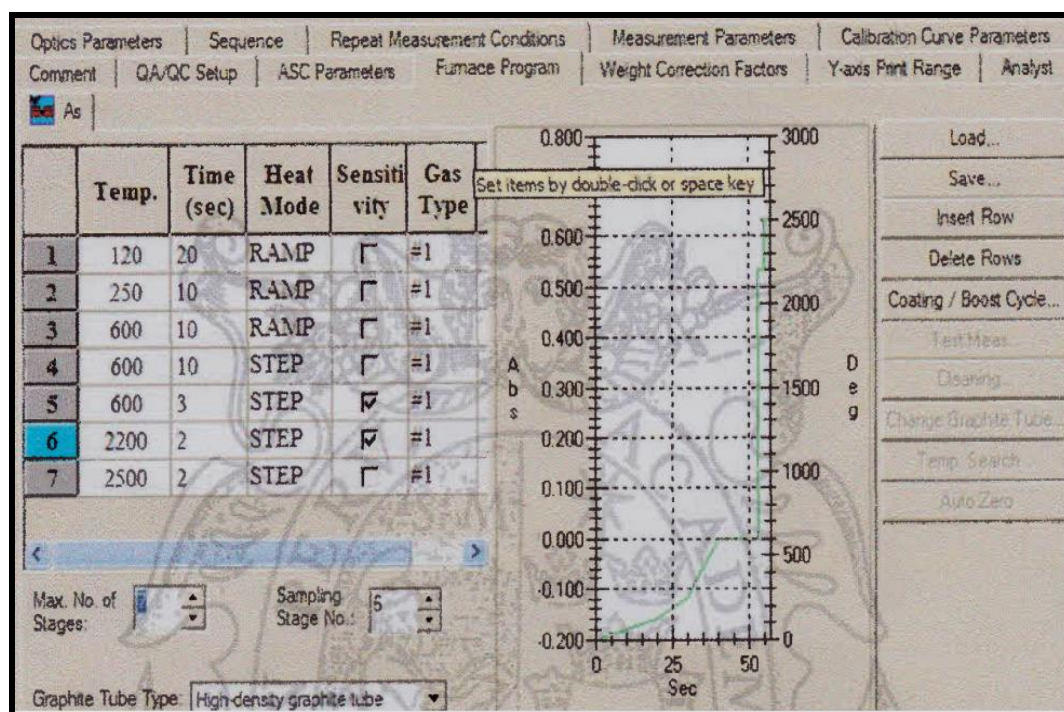 Optics Parameters Sequence Repeat Measurement Conditions Measurement Parameters Calibration Curve Parameters
Comment QA/QC Setup ASC Parameters Furnace Program Weight Correction Factors Y-axis Print Range Analyst
As
Temp. Time (sec) Heat Mode Sensiti vity Gas Type
1 120 20 RAMP #1
2 250 10 RAMP #1
3 600 10 RAMP #1
4 600 10 STEP #1
5 600 3 STEP #1
6 2200 2 STEP #1
7 2500 2 STEP #1
Max. No. of Stages:
Sampling Stage No.:
Graphite Tube Type: High-density graphite tube
Set items by double-click or space key
0.800
0.600
0.500
0.400
0.300
0.200
0.100
0.000
-0.100
-0.200
Abs
3000
2500
2000
1500
1000
500
0
Deg
0 25 50
Sec
Load...
Save...
Insert Row
Delete Rows
Coating / Boost Cycle...
Test Meas...
Cleaning...
Change Graphite Tube...
Temp. Search...
Auto Zero